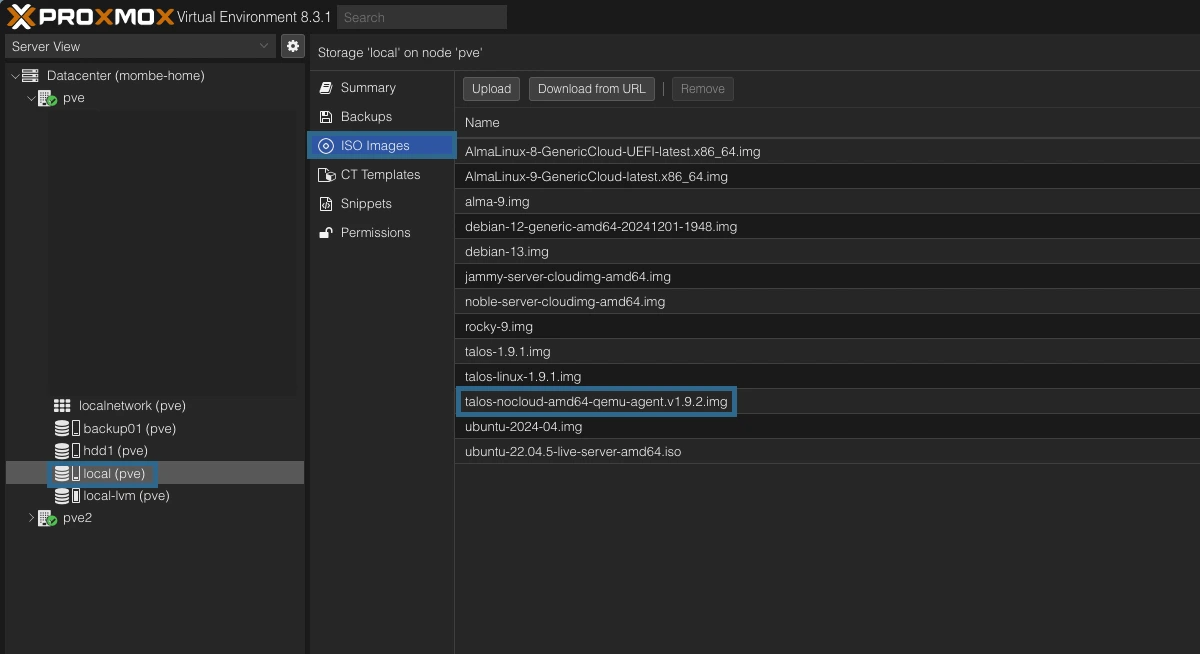 PROXMOX Virtual Environment 8.3.1 Search
Server View
Datacenter (mombe-home)
pve
localnetwork (pve)
backup01 (pve)
hdd1 (pve)
local (pve)
local-lvm (pve)
pve2
Storage 'local' on node 'pve'
Summary
Backups
ISO Images
CT Templates
Snippets
Permissions
Upload Download from URL Remove
Name
AlmaLinux-8-GenericCloud-UEFI-latest.x86_64.img
AlmaLinux-9-GenericCloud-latest.x86_64.img
alma-9.img
debian-12-generic-amd64-20241201-1948.img
debian-13.img
jammy-server-cloudimg-amd64.img
noble-server-cloudimg-amd64.img
rocky-9.img
talos-1.9.1.img
talos-linux-1.9.1.img
talos-nocloud-amd64-qemu-agent.v1.9.2.img
ubuntu-2024-04.img
ubuntu-22.04.5-live-server-amd64.iso